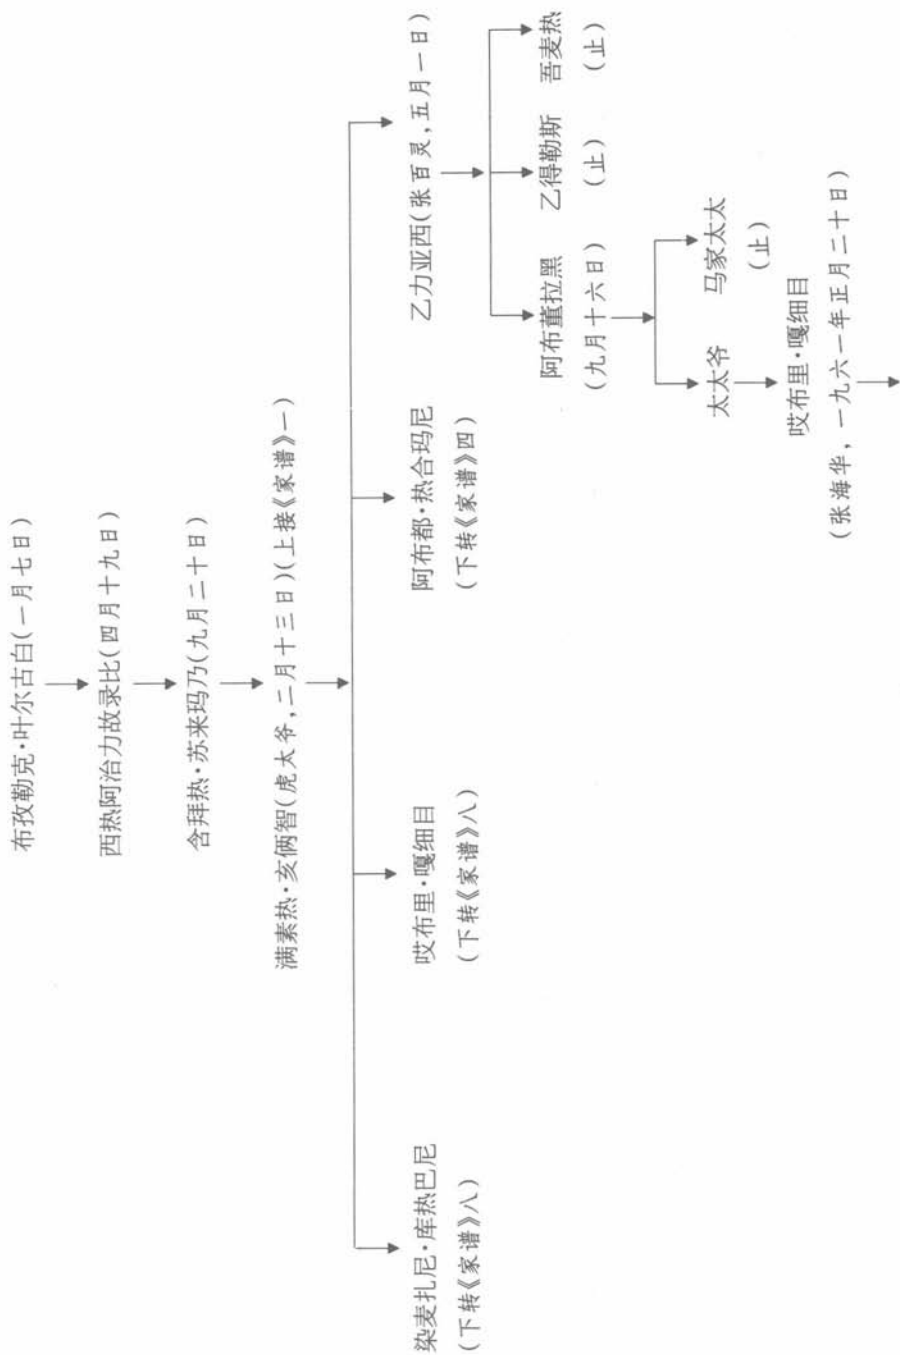 布孜勒克·叶尔古白(一月七日)
西热阿治力故录比(四月十九日)
含拜热·苏来玛乃(九月二十日)
满素热·亥俩智(虎太爷,二月十三日)(上接《家谱》一)
染麦扎尼·库热巴尼
(下转《家谱》八)
哎布里·嘎细目
(下转《家谱》八)
阿布都·热合玛尼
(下转《家谱》四)
乙力亚西(张百灵,五月一日)
阿布董拉黑
(九月十六日)
乙得勒斯
(止)
吾麦热
(止)
太太爷
马家太太
(止)
哎布里·嘎细目
(张海华,一九六一年正月二十日)